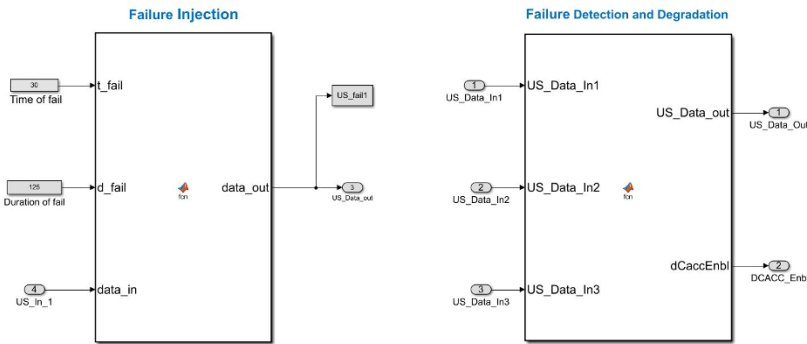 Failure Injection
30
Time of fail
t_fail
125
Duration of fail
d_fail
4
US_In_1
data_in
fcn
data_out
US_fail1
3
US_Data_out
Failure Detection and Degradation
1
US_Data_In1
US_Data_In1
2
US_Data_In2
US_Data_In2
3
US_Data_In3
US_Data_In3
fcn
US_Data_out
1
US_Data_Out
dCaccEnbl
2
DCACC_Enb